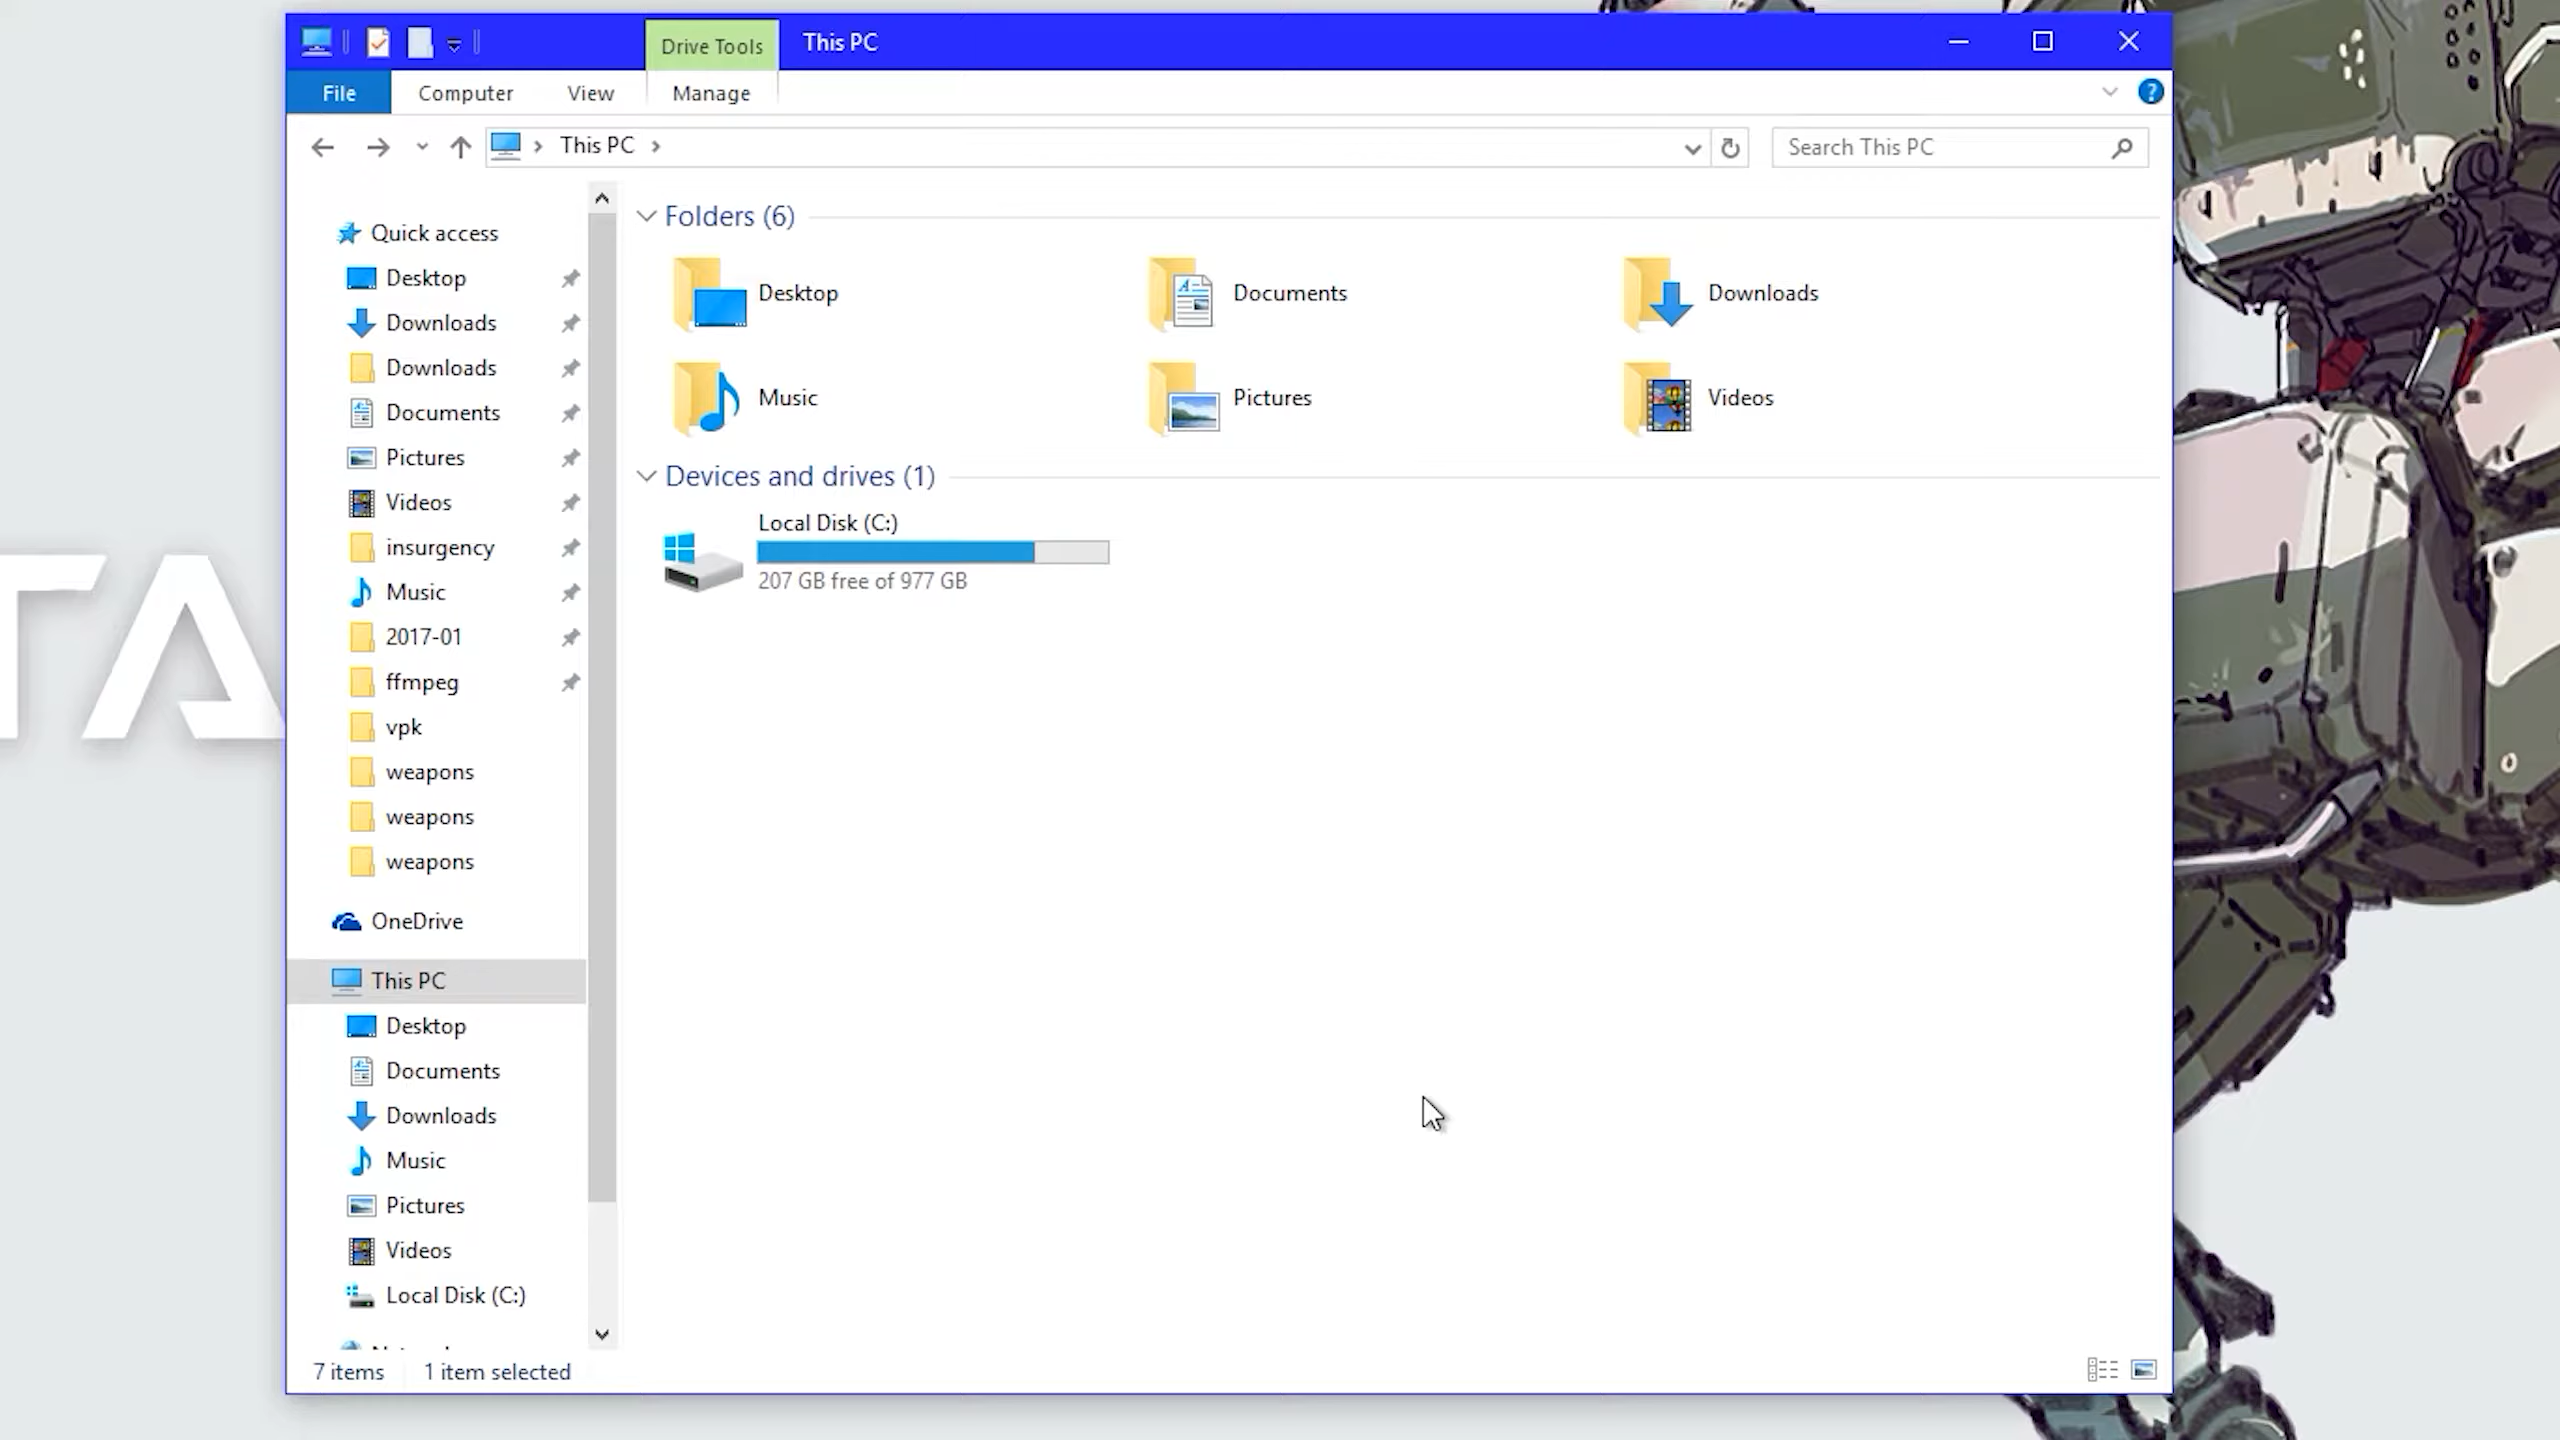 Drive Tools
This PC
File
Computer
View
Manage
This PC
Search This PC
Quick access
Desktop
Downloads
Downloads
Documents
Pictures
Videos
insurgency
Music
2017-01
ffmpeg
vpk
weapons
weapons
weapons
OneDrive
This PC
Desktop
Documents
Downloads
Music
Pictures
Videos
Local Disk (C:)
Folders (6)
Desktop
Documents
Downloads
Music
Pictures
Videos
Devices and drives (1)
Local Disk (C:)
207 GB free of 977 GB
7 items
1 item selected
TA